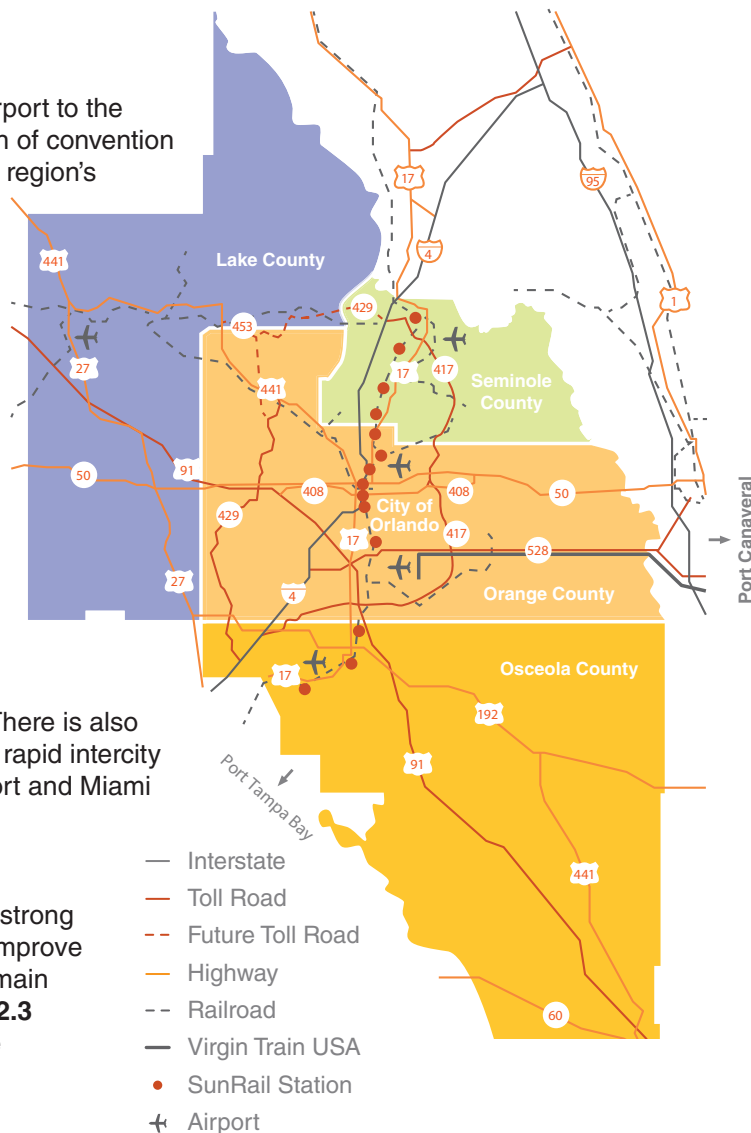 rport to the
n of convention
region's
17
95
4
441
Lake County
1
429
453
27
17
417
441
Seminole
County
91
50
408
408
50
City of
Orlando
429
17
417
528
27
4
Orange County
Port Canaveral
Osceola County
17
192
There is also
rapid intercity
ort and Miami
91
Port Tampa Bay
441
60
strong
mprove
main
2.3
Interstate
Toll Road
Future Toll Road
Highway
Railroad
Virgin Train USA
SunRail Station
Airport